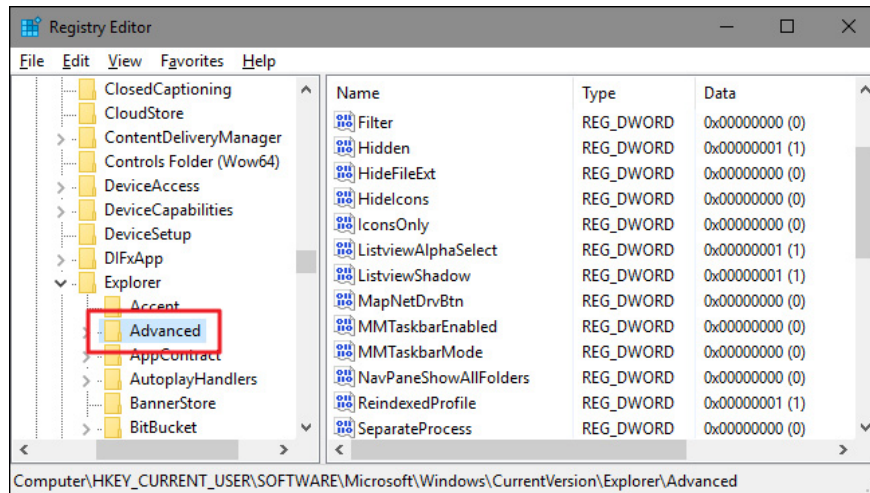 Registry Editor
File Edit View Favorites Help
ClosedCaptioning
CloudStore
ContentDeliveryManager
Controls Folder (Wow64)
DeviceAccess
DeviceCapabilities
DeviceSetup
DIFxApp
Explorer
Accent
Advanced
AppContract
AutoplayHandlers
BannerStore
BitBucket
Name Type Data
Filter REG_DWORD 0x00000000 (0)
Hidden REG_DWORD 0x00000001 (1)
HideFileExt REG_DWORD 0x00000000 (0)
HideIcons REG_DWORD 0x00000000 (0)
IconsOnly REG_DWORD 0x00000000 (0)
ListviewAlphaSelect REG_DWORD 0x00000001 (1)
ListviewShadow REG_DWORD 0x00000001 (1)
MapNetDrvBtn REG_DWORD 0x00000000 (0)
MMTaskbarEnabled REG_DWORD 0x00000000 (0)
MMTaskbarMode REG_DWORD 0x00000000 (0)
NavPaneShowAllFolders REG_DWORD 0x00000000 (0)
ReindexedProfile REG_DWORD 0x00000001 (1)
SeparateProcess REG_DWORD 0x00000000 (0)
Computer\HKEY_CURRENT_USER\SOFTWARE\Microsoft\Windows\CurrentVersion\Explorer\Advanced